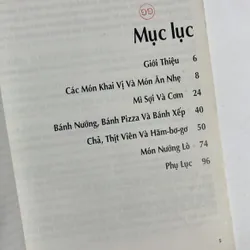 DD
Mục lục
Giới Thiệu 6
Các Món Khai Vị Và Món Ăn Nhẹ 8
Mì Sợi Và Cơm 24
Bánh Nướng, Bánh Pizza Và Bánh Xếp 40
Chả, Thịt Viên Và Hăm-bơ-gơ 50
Món Nướng Lò 74
Phụ Lục 96